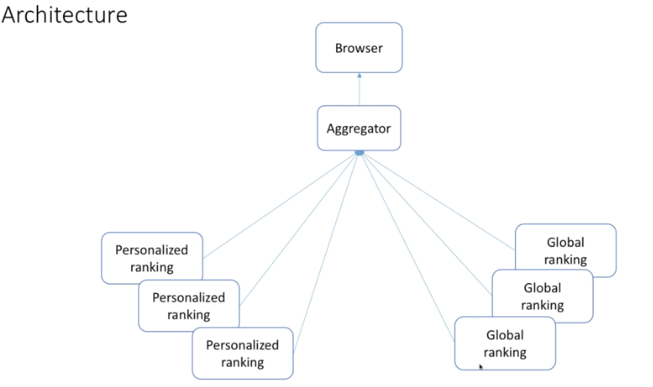 Architecture
Browser
Aggregator
Personalized
ranking
Personalized
ranking
Personalized
ranking
Global
ranking
Global
ranking
Global
ranking